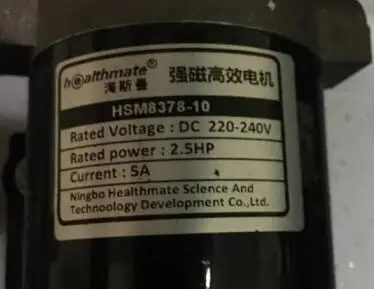 healthmate® 强磁高效电机
海斯曼
HSM8378-10
Rated Voltage : DC 220-240V
Rated power : 2.5HP
Current : 5A
Ningbo Healthmate Science And
Technoology Development Co.,Ltd.